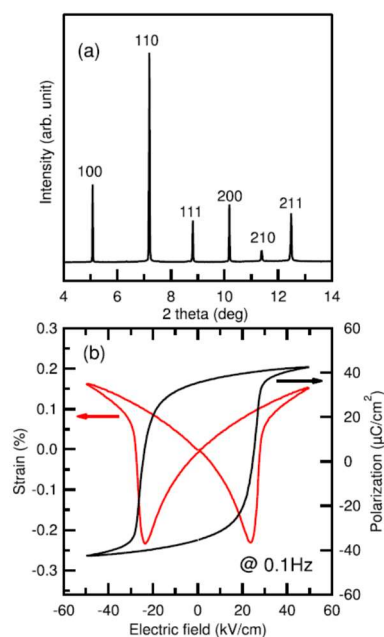 (a)
110
100
200
211
111
210
Intensity (arb. unit)
4 6 8 10 12 14
2 theta (deg)
(b)
0.3
0.2
0.1
0.0
-0.1
-0.2
-0.3
Strain (%)
60
40
20
0
-20
-40
-60
Polarization (µC/cm²)
@ 0.1Hz
-60 -40 -20 0 20 40 60
Electric field (kV/cm)